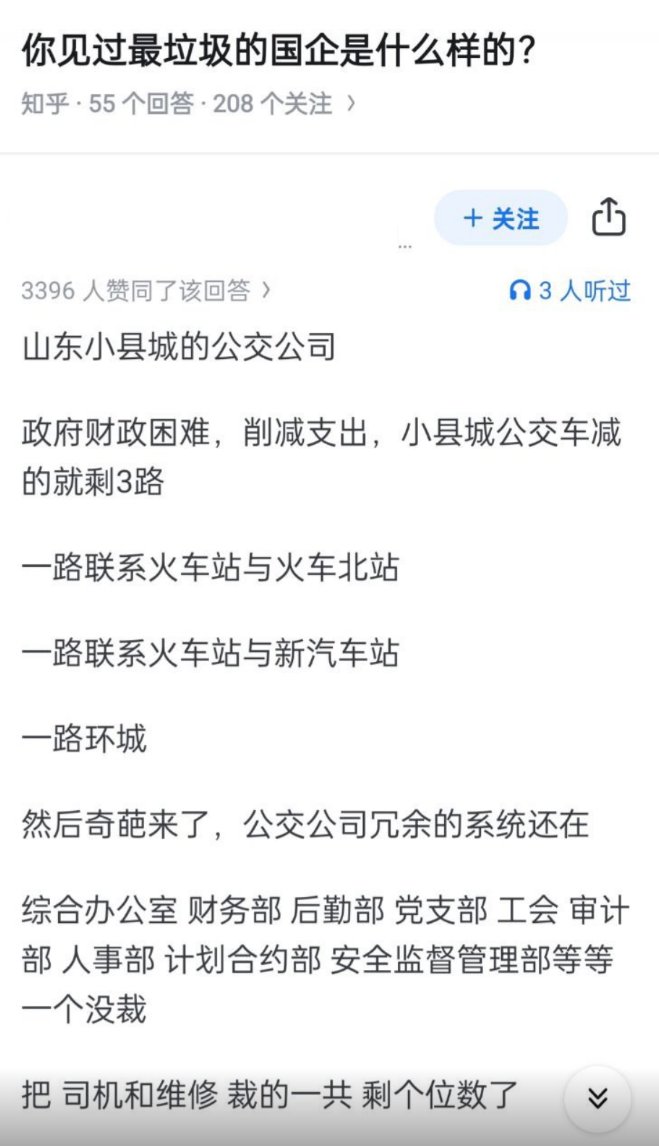 你见过最垃圾的国企是什么样的?
知乎 · 55 个回答 · 208 个关注 >
+ 关注
...
3396 人赞同了该回答 >
3 人听过
山东小县城的公交公司
政府财政困难，削减支出，小县城公交车减
的就剩3路
一路联系火车站与火车北站
一路联系火车站与新汽车站
一路环城
然后奇葩来了，公交公司冗余的系统还在
综合办公室 财务部 后勤部 党支部 工会 审计
部 人事部 计划合约部 安全监督管理部等等
一个没裁
把 司机和维修 裁的一共 剩个位数了